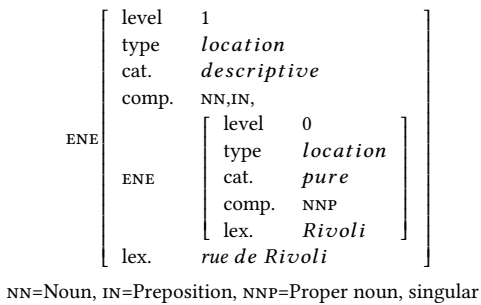 level 1
type location
cat. descriptive
comp. NN,IN,
level 0
type location
ENE ENE cat. pure
comp. NNP
lex. Rivoli
lex. rue de Rivoli
NN=Noun, IN=Preposition, NNP=Proper noun, singular